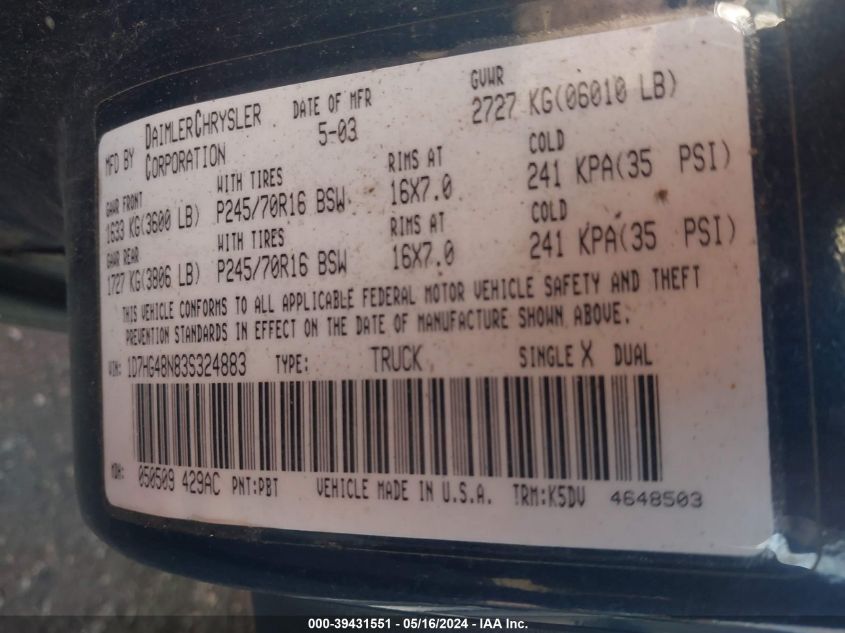 MFD BY DAIMLERCHRYSLER CORPORATION DATE OF MFR 5-03 GVWR 2727 KG(06010 LB)
GAWR FRONT WITH TIRES RIMS AT COLD
1633 KG(3600 LB) P245/70R16 BSW 16X7.0 241 KPA(35 PSI)
GAWR REAR WITH TIRES RIMS AT COLD
1727 KG(3806 LB) P245/70R16 BSW 16X7.0 241 KPA(35 PSI)
THIS VEHICLE CONFORMS TO ALL APPLICABLE FEDERAL MOTOR VEHICLE SAFETY AND THEFT
PREVENTION STANDARDS IN EFFECT ON THE DATE OF MANUFACTURE SHOWN ABOVE.
VIN: 1D7HG48N83S324883 TYPE: TRUCK SINGLE X DUAL
MDH: 050509 429AC PNT:PBT VEHICLE MADE IN U.S.A. TRM:K5DV 4648503
000-39431551 / 05/16/2024 - IAA Inc.